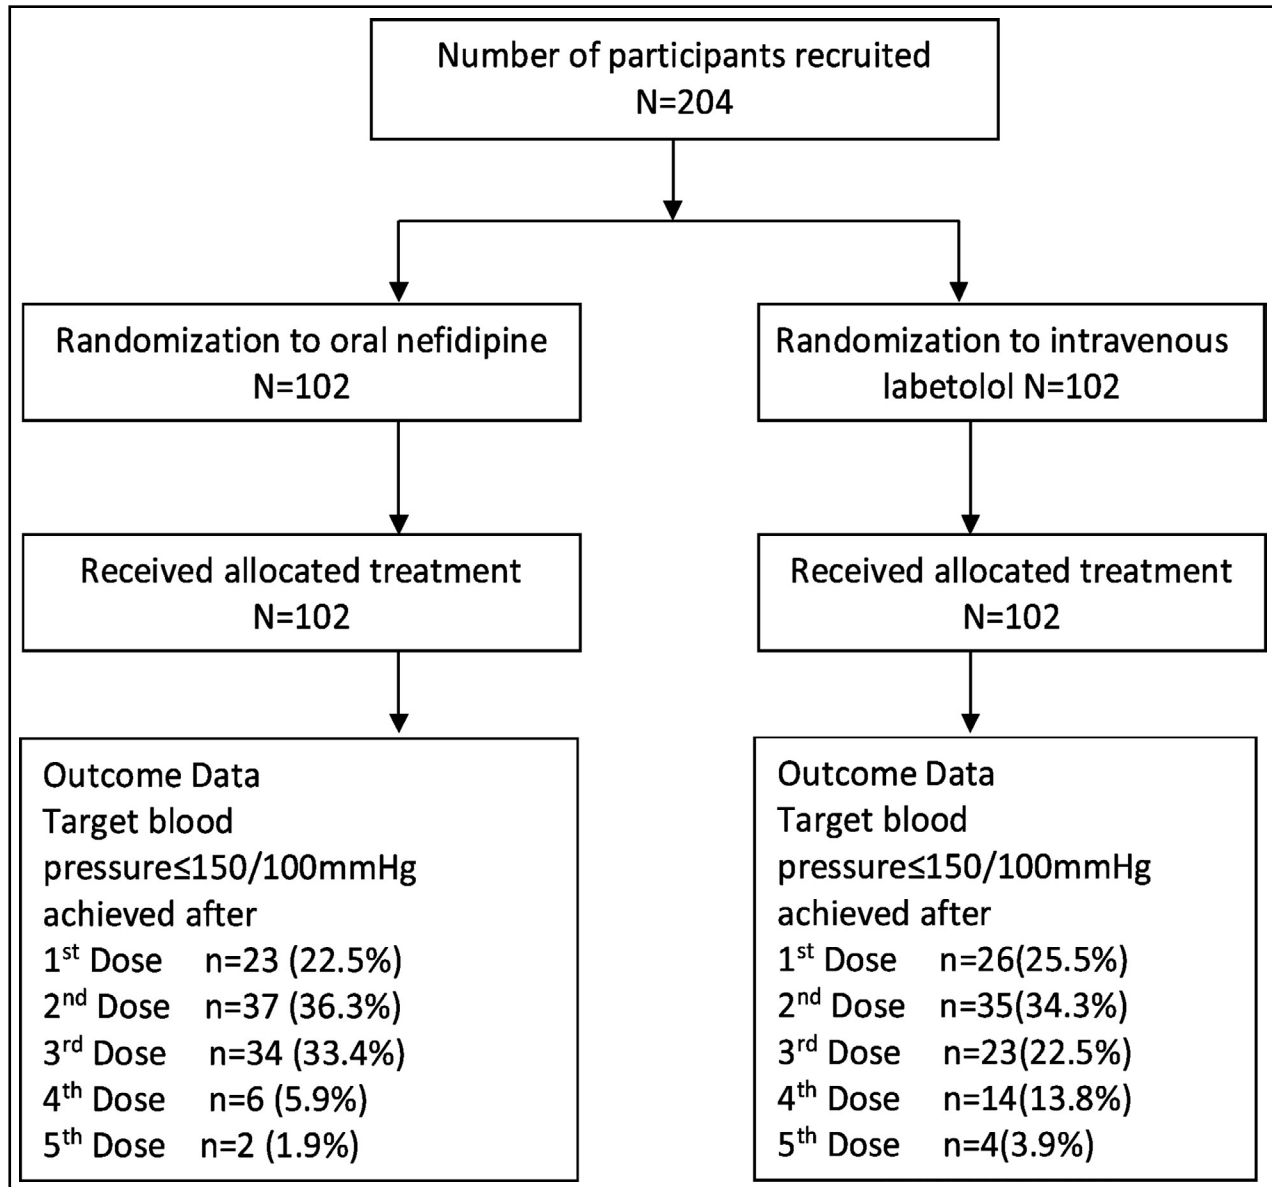 Number of participants recruited
N=204
Randomization to oral nefidipine
N=102
Randomization to intravenous
labetolol N=102
Received allocated treatment
N=102
Received allocated treatment
N=102
Outcome Data
Target blood
pressure≤150/100mmHg
achieved after
1st Dose n=23 (22.5%)
2nd Dose n=37 (36.3%)
3rd Dose n=34 (33.4%)
4th Dose n=6 (5.9%)
5th Dose n=2 (1.9%)
Outcome Data
Target blood
pressure≤150/100mmHg
achieved after
1st Dose n=26(25.5%)
2nd Dose n=35(34.3%)
3rd Dose n=23(22.5%)
4th Dose n=14(13.8%)
5th Dose n=4(3.9%)